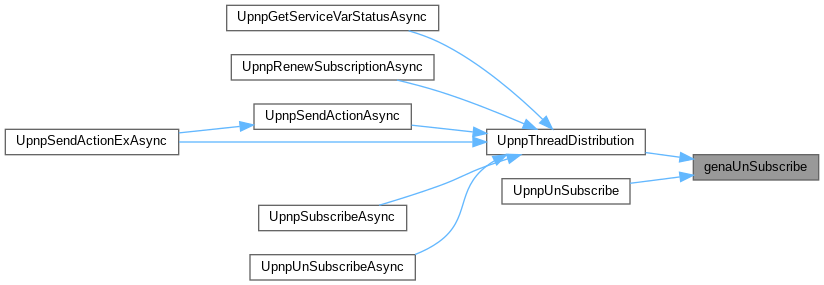 UpnpGetServiceVarStatusAsync
UpnpRenewSubscriptionAsync
UpnpSendActionAsync
UpnpSendActionExAsync
UpnpThreadDistribution
genaUnSubscribe
UpnpUnSubscribe
UpnpSubscribeAsync
UpnpUnSubscribeAsync